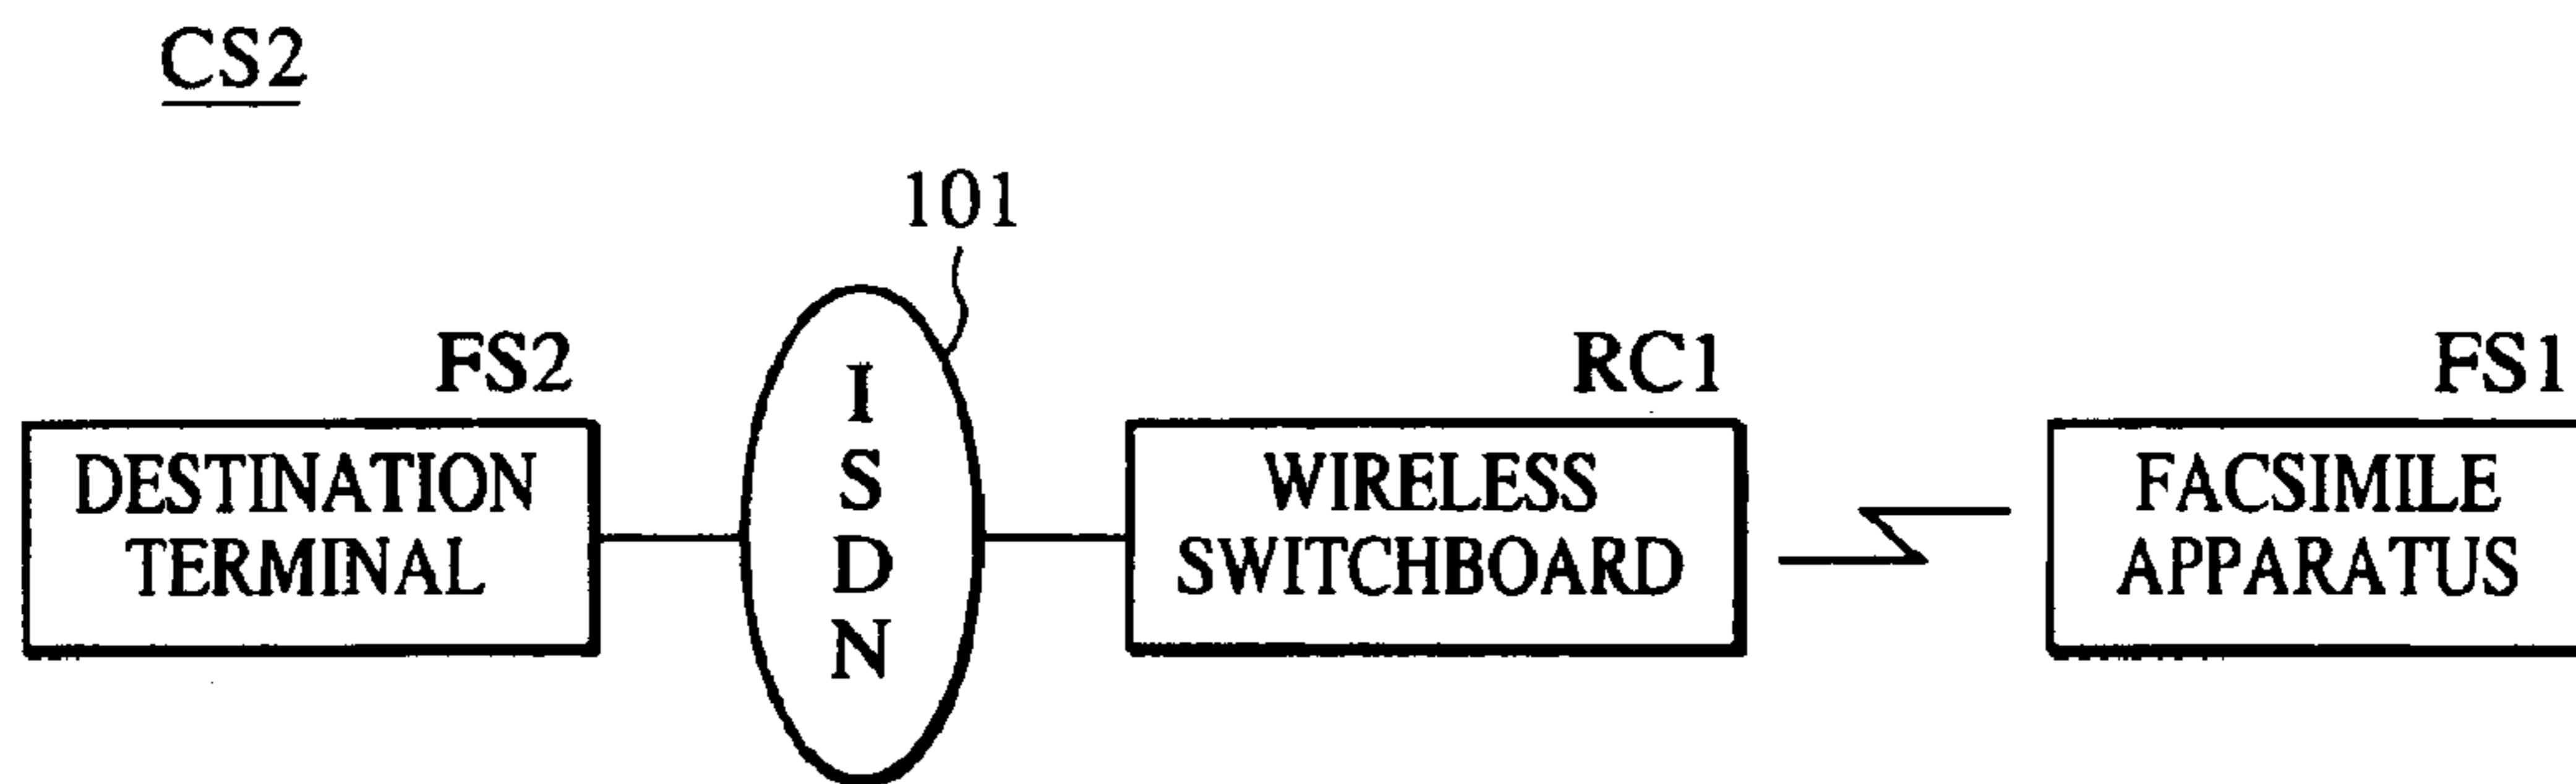 CS2
101
FS2
RC1
FS1
DESTINATION
TERMINAL
I
S
D
N
WIRELESS
SWITCHBOARD
FACSIMILE
APPARATUS